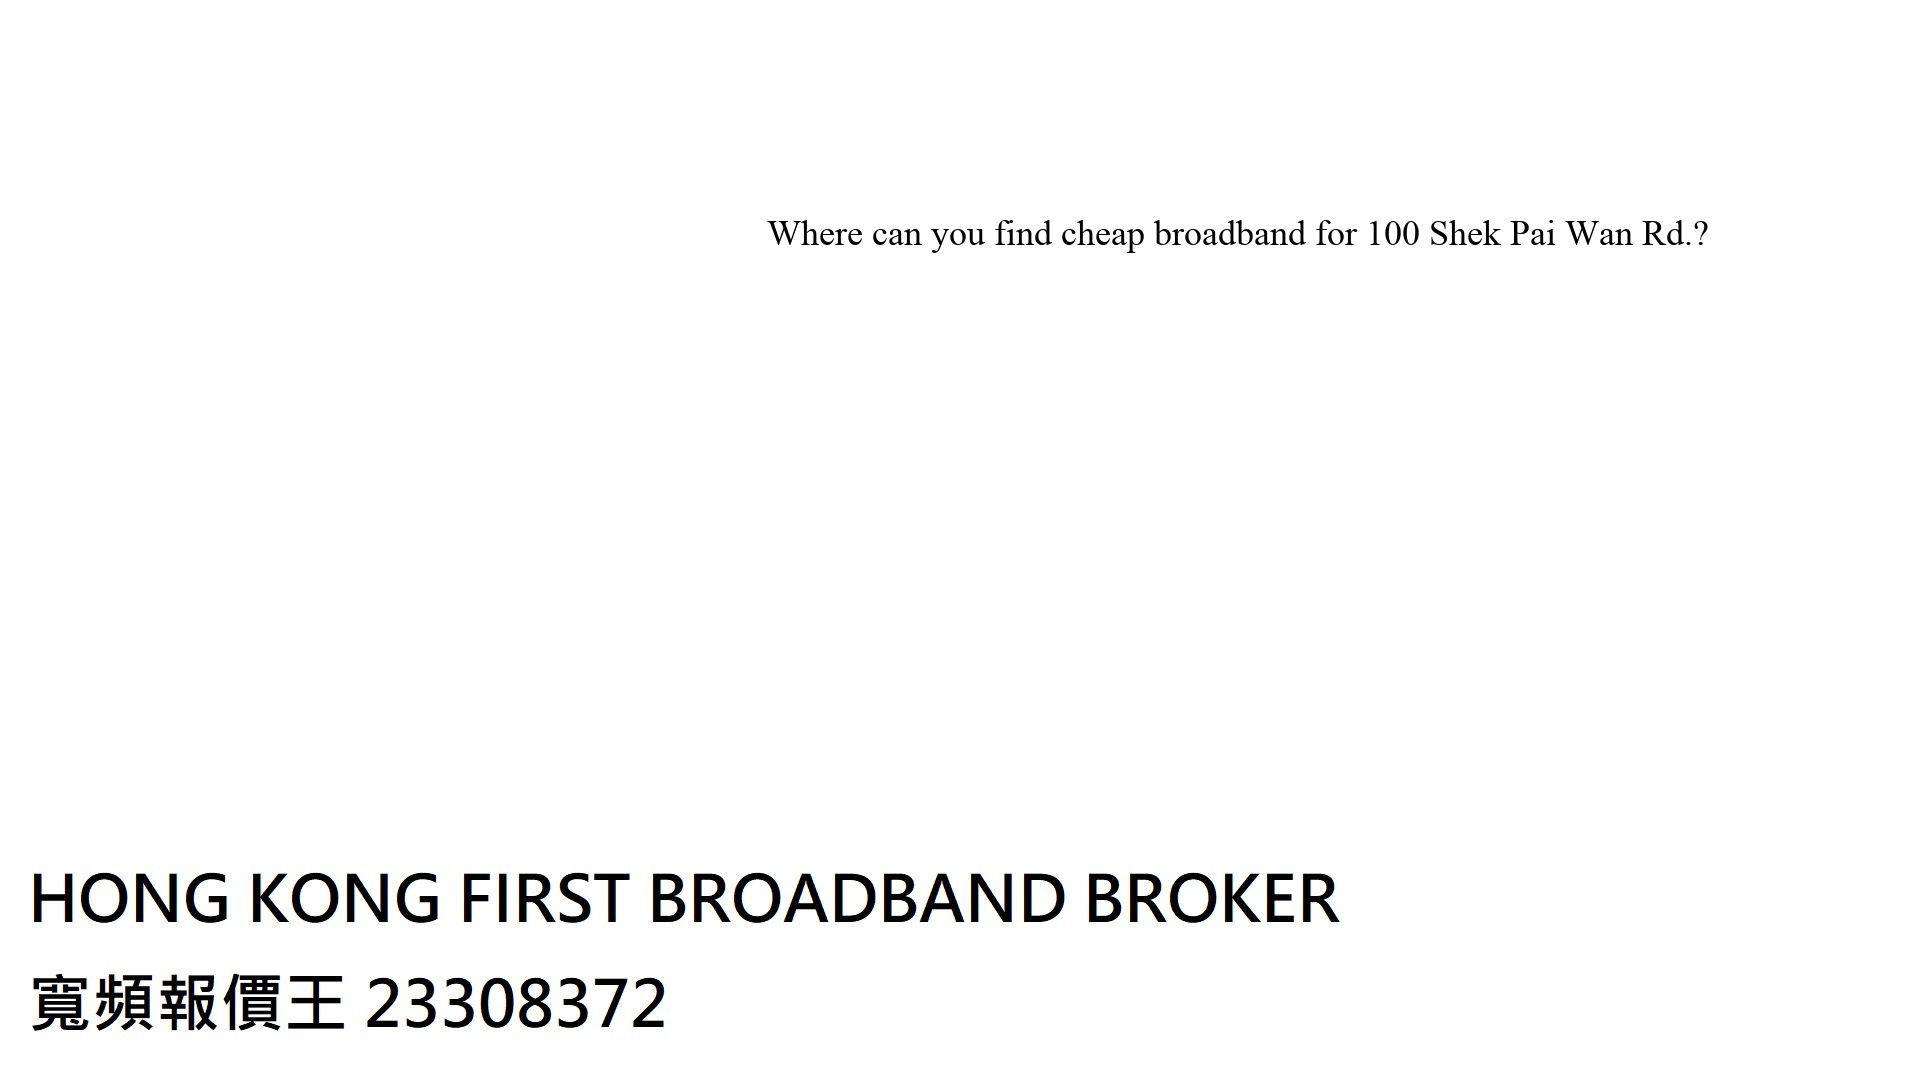 Where can you find cheap broadband for 100 Shek Pai Wan Rd.?
HONG KONG FIRST BROADBAND BROKER
寬頻報價王 23308372